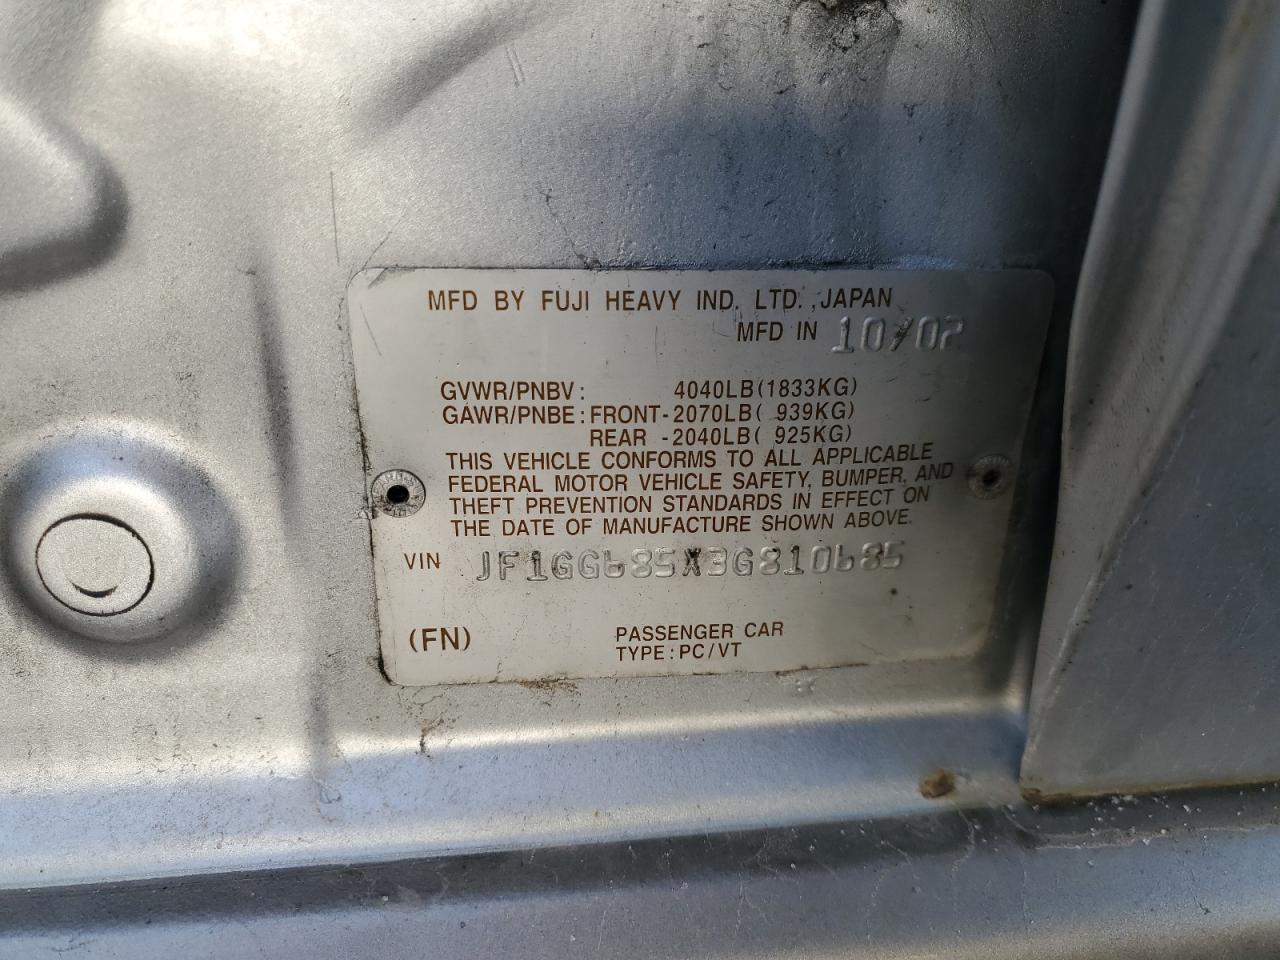 MFD BY FUJI HEAVY IND. LTD. ,JAPAN
MFD IN 10/02
GVWR/PNBV: 4040LB(1833KG)
GAWR/PNBE:FRONT-2070LB( 939KG)
REAR -2040LB( 925KG)
THIS VEHICLE CONFORMS TO ALL APPLICABLE
FEDERAL MOTOR VEHICLE SAFETY, BUMPER, AND
THEFT PREVENTION STANDARDS IN EFFECT ON
THE DATE OF MANUFACTURE SHOWN ABOVE.
VIN JF1GG685X3G810685
(FN) PASSENGER CAR
TYPE:PC/VT